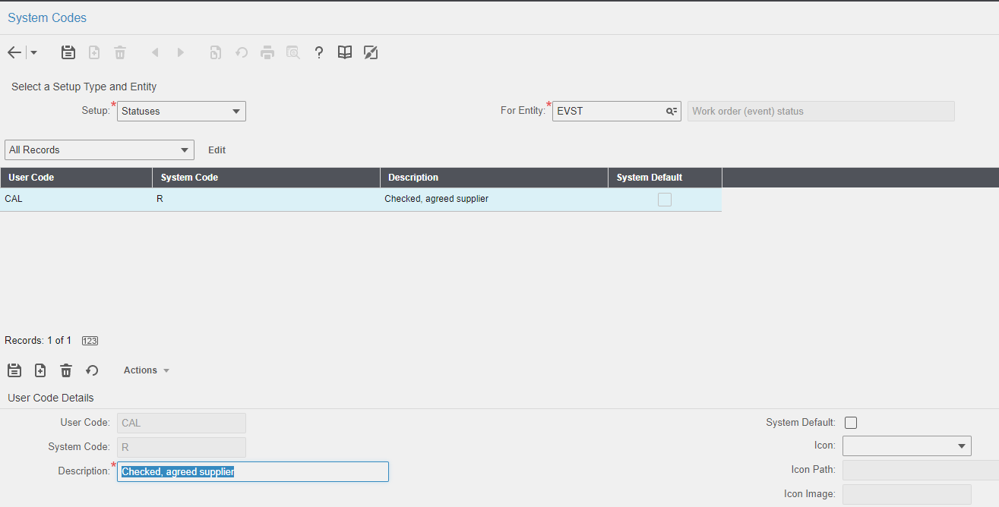 System Codes
?
Select a Setup Type and Entity
Setup: * Statuses For Entity: * EVST Work order (event) status
All Records Edit
User Code System Code Description System Default
CAL R Checked, agreed supplier
Records: 1 of 1 123
Actions
User Code Details
User Code: CAL System Default:
System Code: R Icon:
Description: * Checked, agreed supplier Icon Path:
Icon Image: